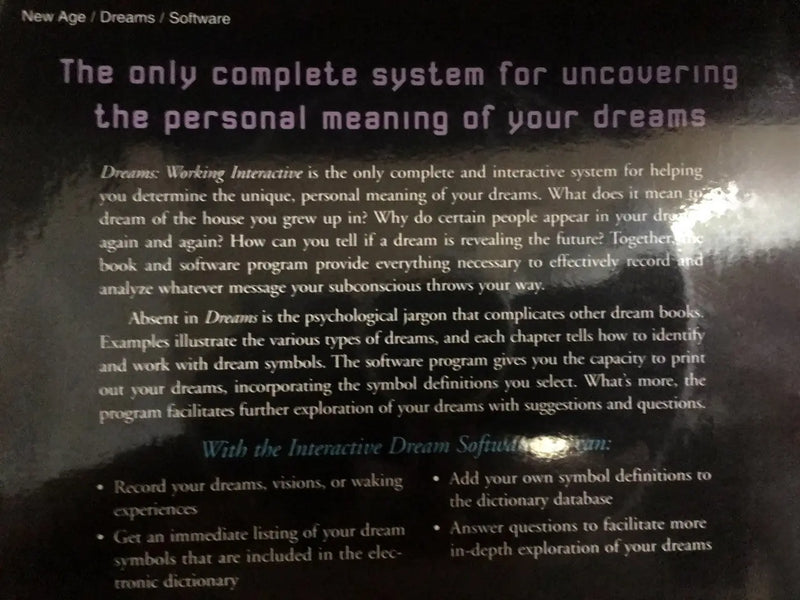 New Age / Dreams / Software
The only complete system for uncovering
the personal meaning of your dreams
Dreams: Working Interactive is the only complete and interactive system for helping
you determine the unique, personal meaning of your dreams. What does it mean to
dream of the house you grew up in? Why do certain people appear in your
again and again? How can you tell if a dream is revealing the future? Together,
book and software program provide everything necessary to effectively record and
analyze whatever message your subconscious throws your way.
Absent in Dreams is the psychological jargon that complicates other dream books.
Examples illustrate the various types of dreams, and each chapter tells how to identify
and work with dream symbols. The software program gives you the capacity to print
out your dreams, incorporating the symbol definitions you select. What's more, the
program facilitates further exploration of your dreams with suggestions and questions.
With the Interactive Dream can:
• Record your dreams, visions, or waking
experiences
• Get an immediate listing of your dream
symbols that are included in the elec-
tronic dictionary
• Add your own symbol definitions to
the dictionary database
• Answer questions to facilitate more
in-depth exploration of your dreams